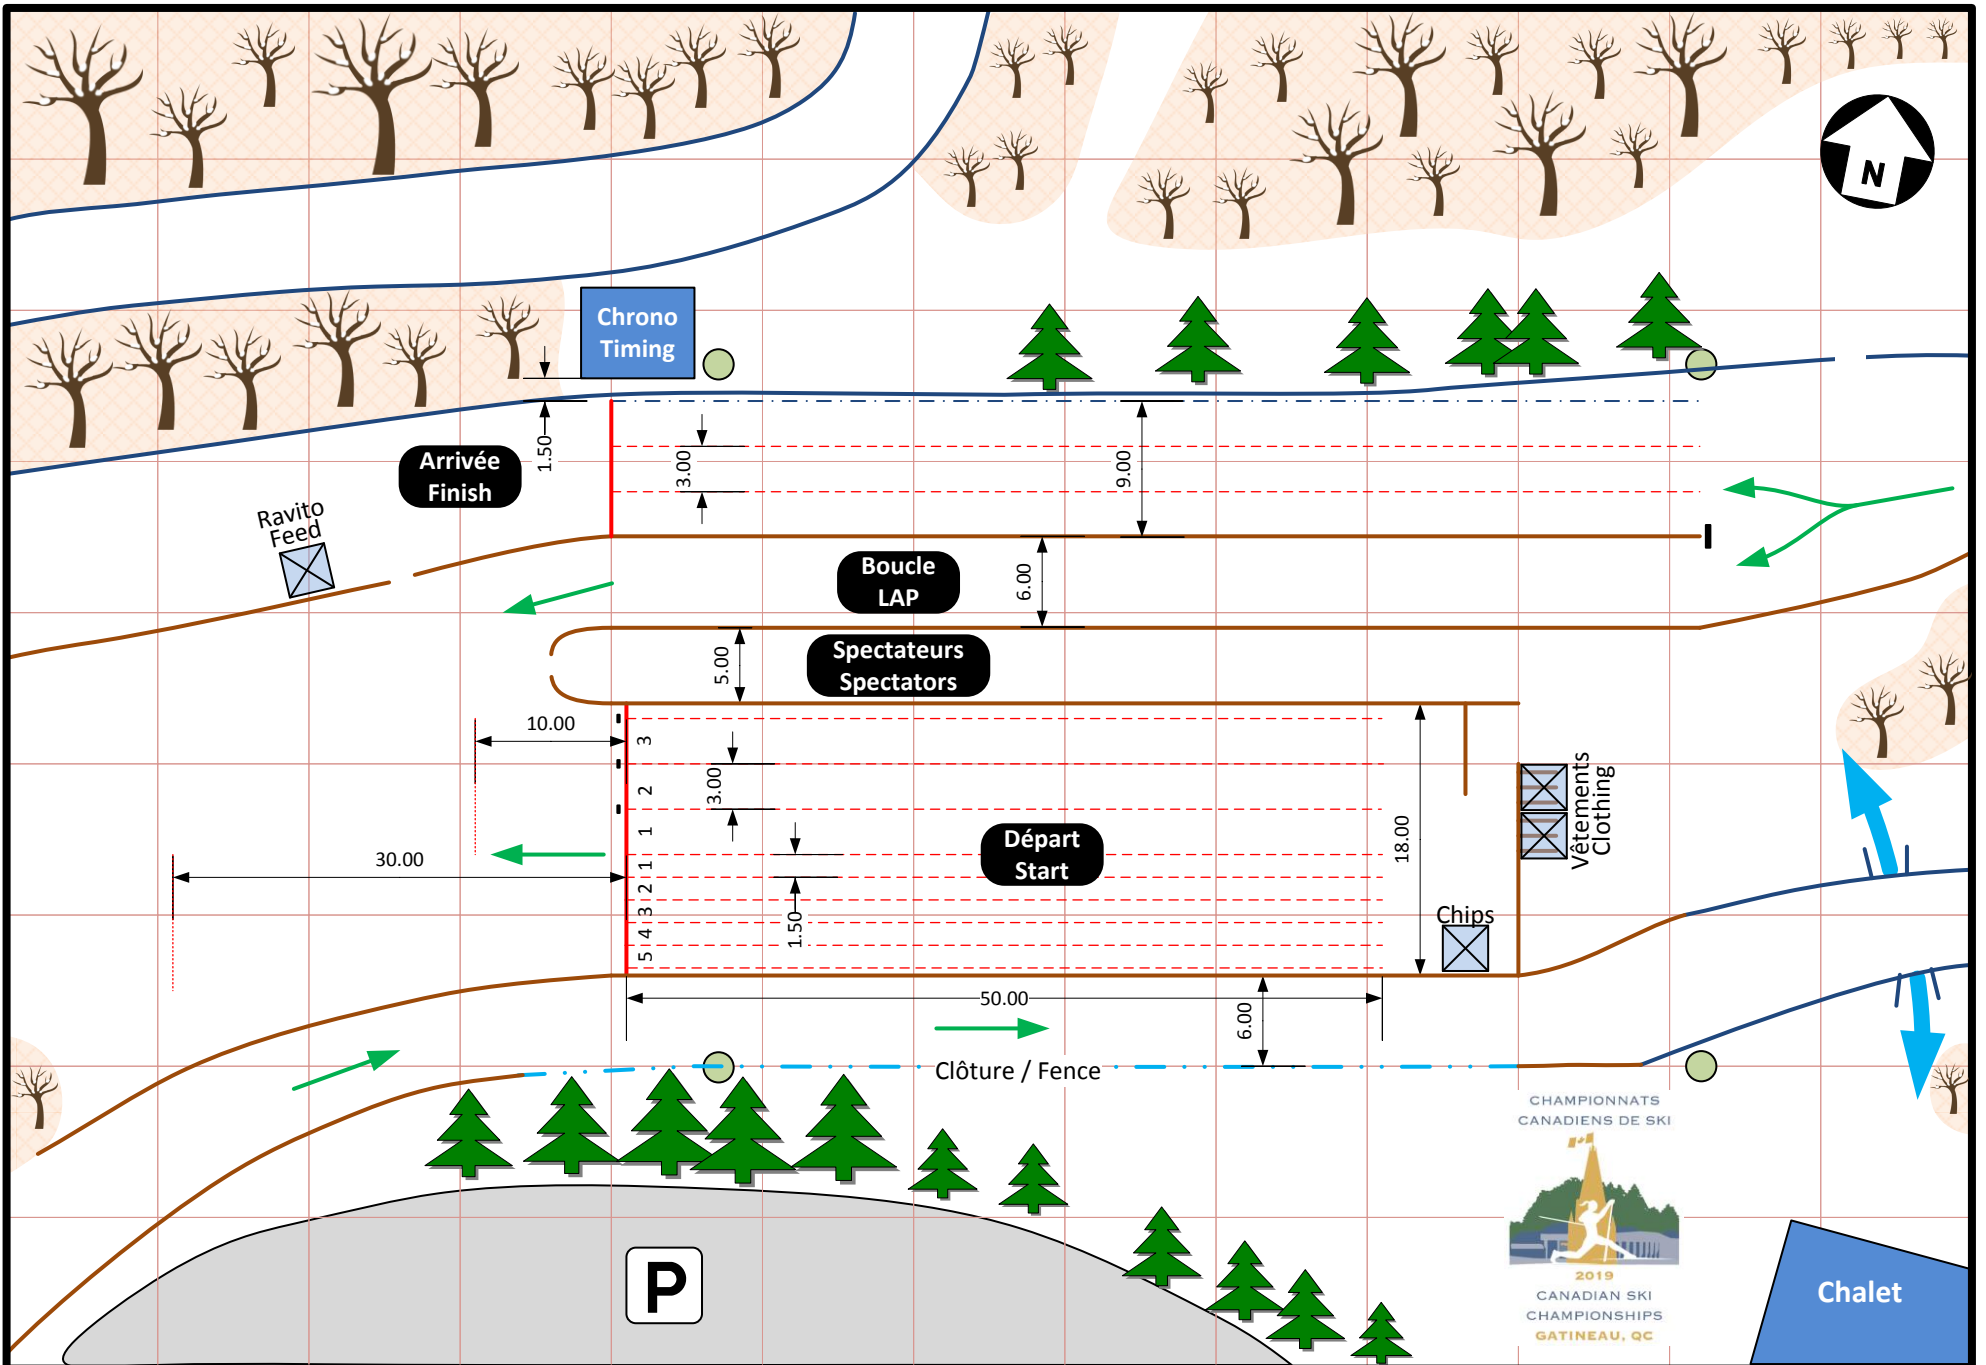 N
Chrono
Timing
1.50
Arrivée
Finish
3.00
9.00
Ravito
Feed
Boucle
LAP
6.00
Spectateurs
Spectators
5.00
10.00
3
2
1
1
2
3
4
5
3.00
30.00
1.50
Départ
Start
18.00
Vêtements
Clothing
Chips
50.00
6.00
Clôture / Fence
P
CHAMPIONNATS
CANADIENS DE SKI
2019
CANADIAN SKI
CHAMPIONSHIPS
GATINEAU, QC
Chalet